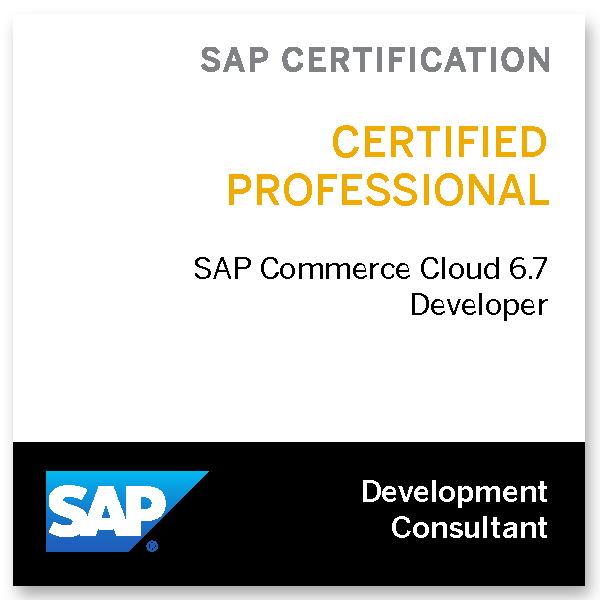 SAP CERTIFICATION
CERTIFIED
PROFESSIONAL
SAP Commerce Cloud 6.7
Developer
SAP®
Development
Consultant